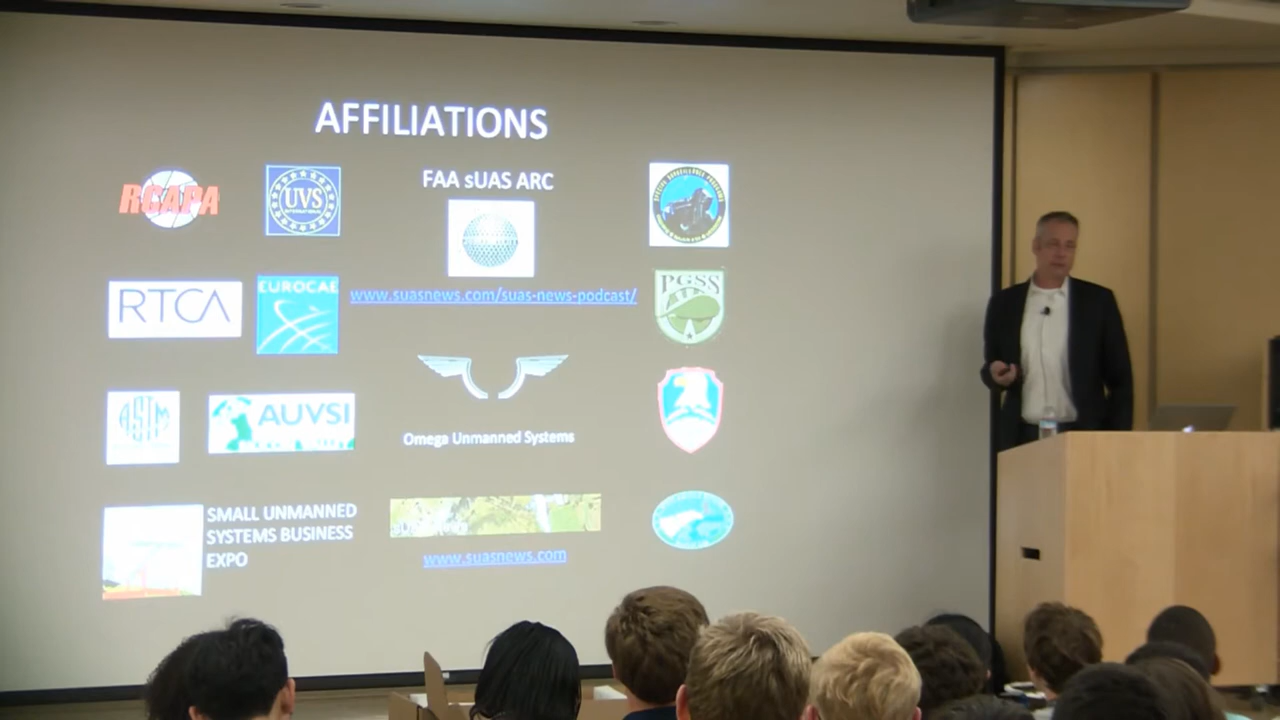 AFFILIATIONS
RCAPA
UVS
INTERNATIONAL
FAA sUAS ARC
RTCA
EUROCAE
www.suasnews.com/suas-news-podcast/
PGSS
ASTM
AUVSI
Omega Unmanned Systems
SMALL UNMANNED
SYSTEMS BUSINESS
EXPO
www.suasnews.com